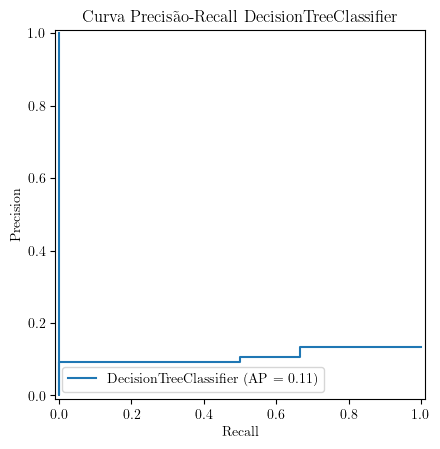 Curva Precisão-Recall DecisionTreeClassifier
1.0
0.8
0.6
0.4
0.2
0.0
Precision
DecisionTreeClassifier (AP = 0.11)
0.0 0.2 0.4 0.6 0.8 1.0
Recall